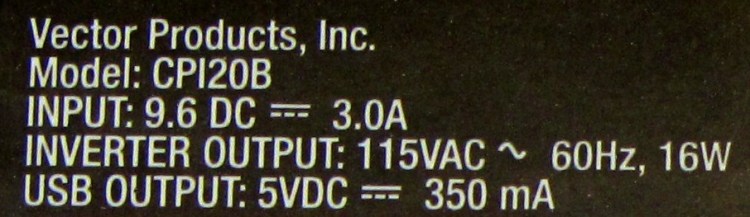 Vector Products, Inc.
Model: CPI20B
INPUT: 9.6 DC ⎓ 3.0A
INVERTER OUTPUT: 115VAC ~ 60Hz, 16W
USB OUTPUT: 5VDC ⎓ 350 mA